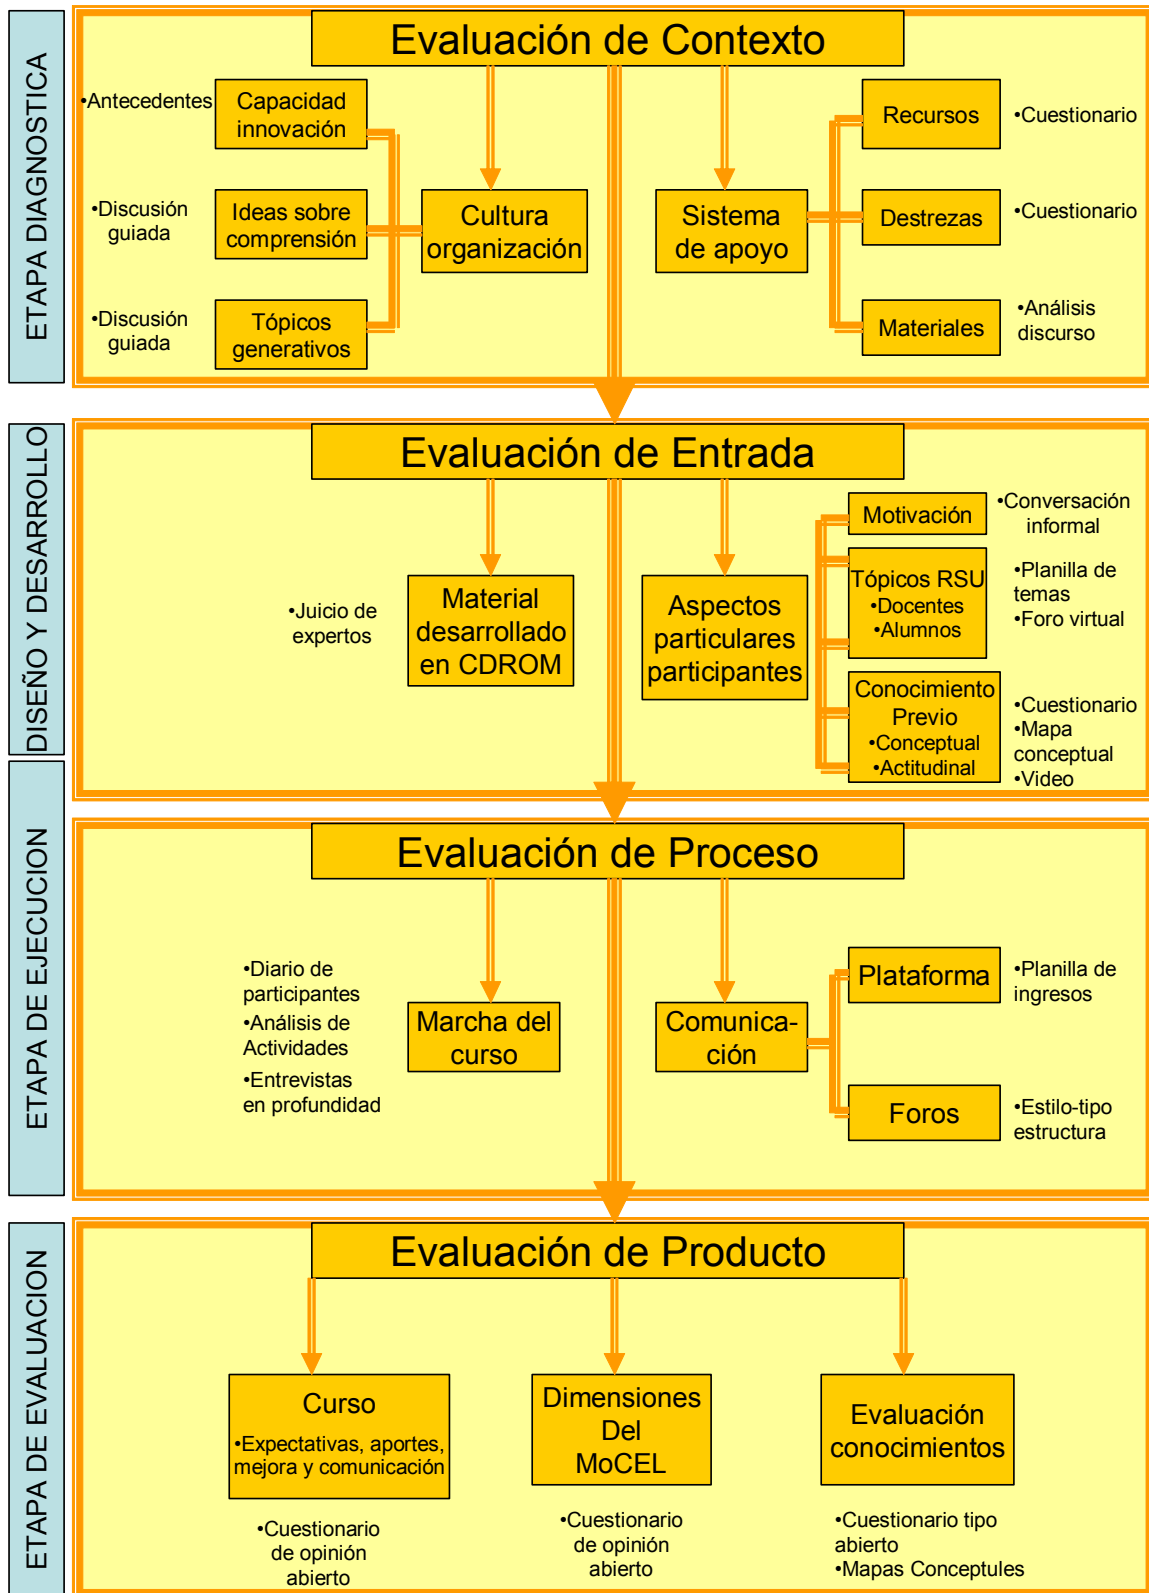 ETAPA DIAGNOSTICA
Evaluación de Contexto
•Antecedentes
Capacidad
innovación
•Discusión
guiada
Ideas sobre
comprensión
•Discusión
guiada
Tópicos
generativos
Cultura
organización
Sistema
de apoyo
Recursos
•Cuestionario
Destrezas
•Cuestionario
Materiales
•Análisis
discurso
DISEÑO Y DESARROLLO
Evaluación de Entrada
•Juicio de
expertos
Material
desarrollado
en CDROM
Aspectos
particulares
participantes
Motivación
•Conversación
informal
Tópicos RSU
•Docentes
•Alumnos
•Planilla de
temas
•Foro virtual
Conocimiento
Previo
•Conceptual
•Actitudinal
•Cuestionario
•Mapa
conceptual
•Video
ETAPA DE EJECUCION
Evaluación de Proceso
•Diario de
participantes
•Análisis de
Actividades
•Entrevistas
en profundidad
Marcha del
curso
Comunica-
ción
Plataforma
•Planilla de
ingresos
Foros
•Estilo-tipo
estructura
ETAPA DE EVALUACION
Evaluación de Producto
Curso
•Expectativas, aportes,
mejora y comunicación
•Cuestionario
de opinión
abierto
Dimensiones
Del
MoCEL
•Cuestionario
de opinión
abierto
Evaluación
conocimientos
•Cuestionario tipo
abierto
•Mapas Conceptules